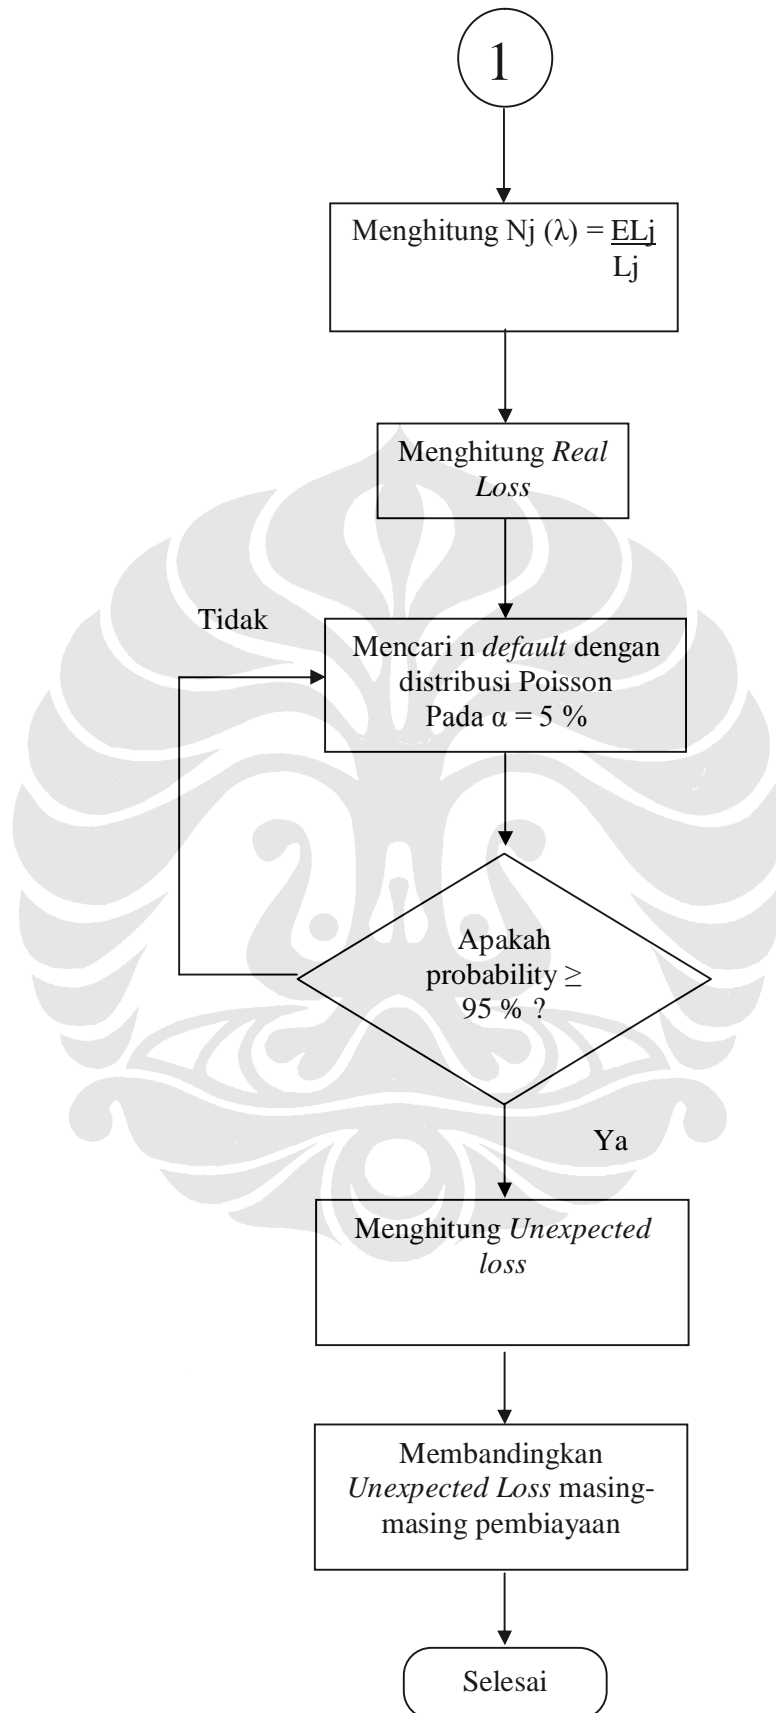 1
Menghitung Nj (λ) = ELj
Lj
Menghitung Real
Loss
Tidak
Mencari n default dengan
distribusi Poisson
Pada α = 5 %
Apakah
probability ≥
95 % ?
Ya
Menghitung Unexpected
loss
Membandingkan
Unexpected Loss masing-
masing pembiayaan
Selesai